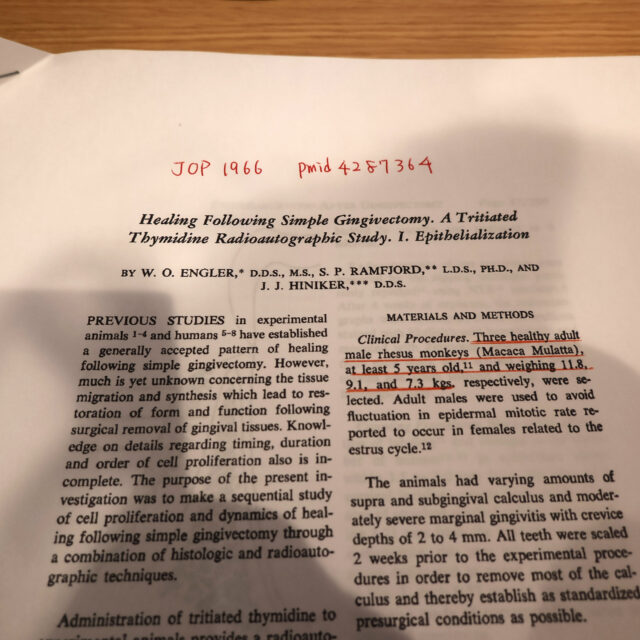 JOP 1966 pmid 4287364
Healing Following Simple Gingivectomy. A Tritiated
Thymidine Radioautographic Study. I. Epithelialization
BY W. O. ENGLER,* D.D.S., M.S., S. P. RAMFJORD,** L.D.S., PH.D., AND
J. J. HINIKER,*** D.D.S.
PREVIOUS STUDIES in experimental
animals 1-4 and humans 5-8 have established
a generally accepted pattern of healing
following simple gingivectomy. However,
much is yet unknown concerning the tissue
migration and synthesis which lead to res-
toration of form and function following
surgical removal of gingival tissues. Knowl-
edge on details regarding timing, duration
and order of cell proliferation also is in-
complete. The purpose of the present in-
vestigation was to make a sequential study
of cell proliferation and dynamics of heal-
ing following simple gingivectomy through
a combination of histologic and radioauto-
graphic techniques.
Administration of tritiated thymidine to
experimental animals provides a radioauto-
MATERIALS AND METHODS
Clinical Procedures. Three healthy adult
male rhesus monkeys (Macaca Mulatta),
at least 5 years old,11 and weighing 11.8,
9.1, and 7.3 kgs, respectively, were se-
lected. Adult males were used to avoid
fluctuation in epidermal mitotic rate re-
ported to occur in females related to the
estrus cycle.12
The animals had varying amounts of
supra and subgingival calculus and moder-
ately severe marginal gingivitis with crevice
depths of 2 to 4 mm. All teeth were scaled
2 weeks prior to the experimental proce-
dures in order to remove most of the cal-
culus and thereby establish as standardized
presurgical conditions as possible.